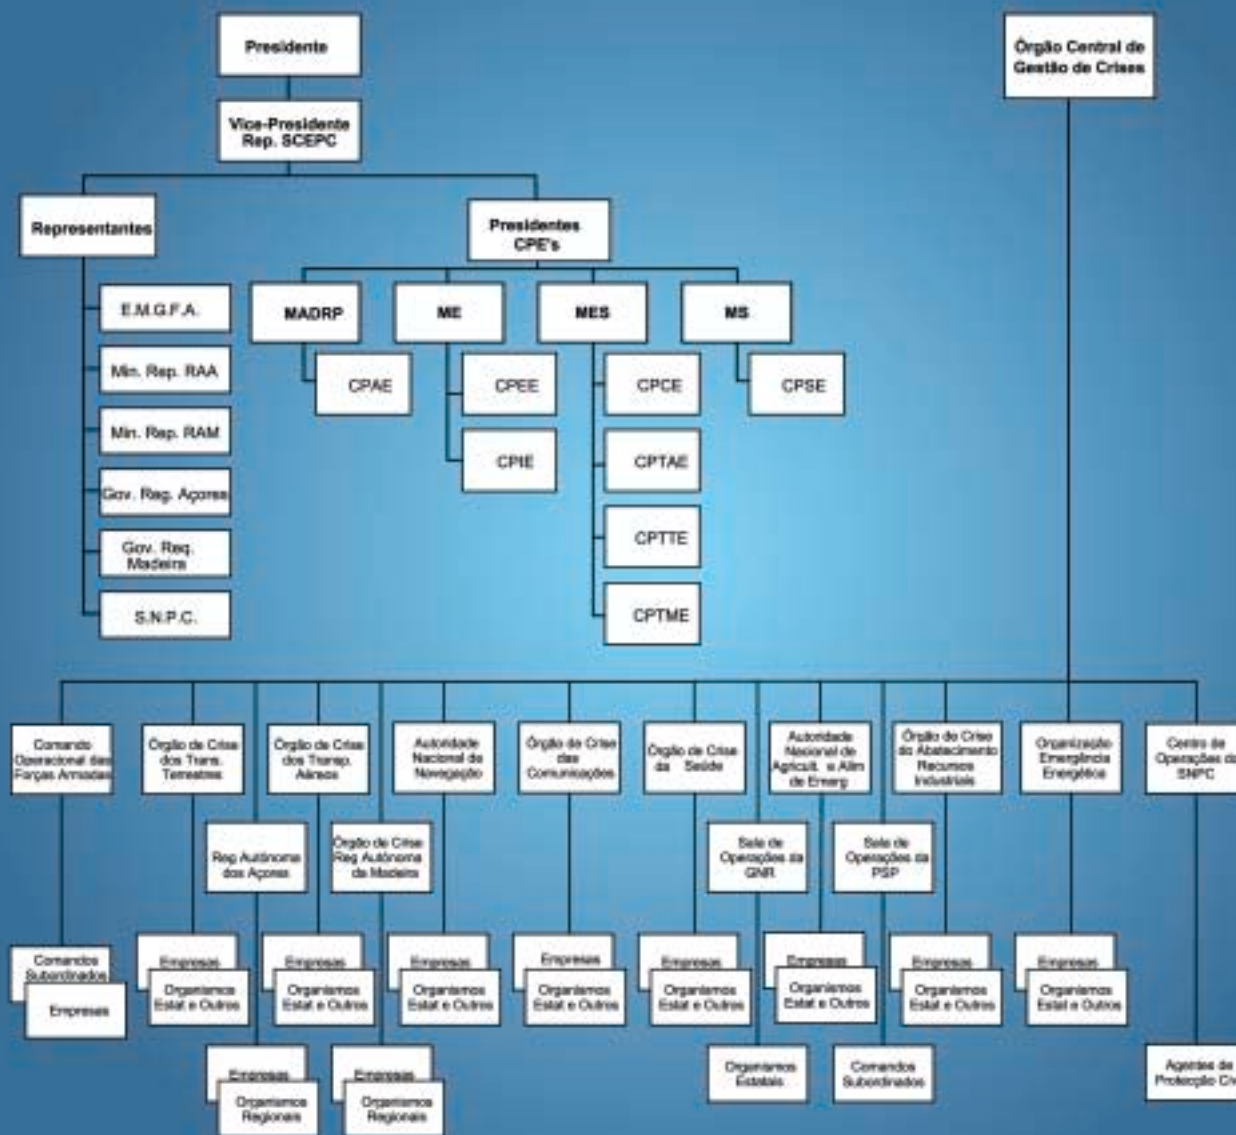 Presidente
Órgão Central de
Gestão de Crises
Vice-Presidente
Rep. SCEPC
Representantes
Presidentes
CPE's
E.M.G.F.A.
Min. Rep. RAA
Min. Rep. RAM
Gov. Reg. Açores
Gov. Reg.
Madeira
S.N.P.C.
MADRP
ME
MES
MS
CPAE
CPEE
CPCE
CPSE
CPIE
CPTAE
CPTTE
CPTME
Comando
Operacional das
Forças Armadas
Órgão de Crise
dos Trans.
Terrestres
Órgão de Crise
dos Transp.
Aéreos
Autoridade
Nacional de
Navegação
Órgão de Crise
das
Comunicações
Órgão de Crise
da Saúde
Autoridade
Nacional de
Agricult. e Alim
de Emerg
Órgão de Crise
do Abatecimento
Recursos
Industriais
Organização
Emergência
Energética
Centro de
Operações do
SNPC
Reg Autónoma
dos Açores
Órgão de Crise
Reg Autónoma
da Madeira
Sala de
Operações da
GNR
Sala de
Operações da
PSP
Comandos
Subordinados
Empresas
Empresas
Organismos
Estat e Outros
Empresas
Organismos
Estat e Outros
Empresas
Organismos
Estat e Outros
Empresas
Organismos
Estat e Outros
Empresas
Organismos
Estat e Outros
Empresas
Organismos
Estat e Outros
Empresas
Organismos
Estat e Outros
Empresas
Organismos
Estat e Outros
Empresas
Organismos
Regionais
Empresas
Organismos
Regionais
Organismos
Estatais
Comandos
Subordinados
Agentes de
Protecção